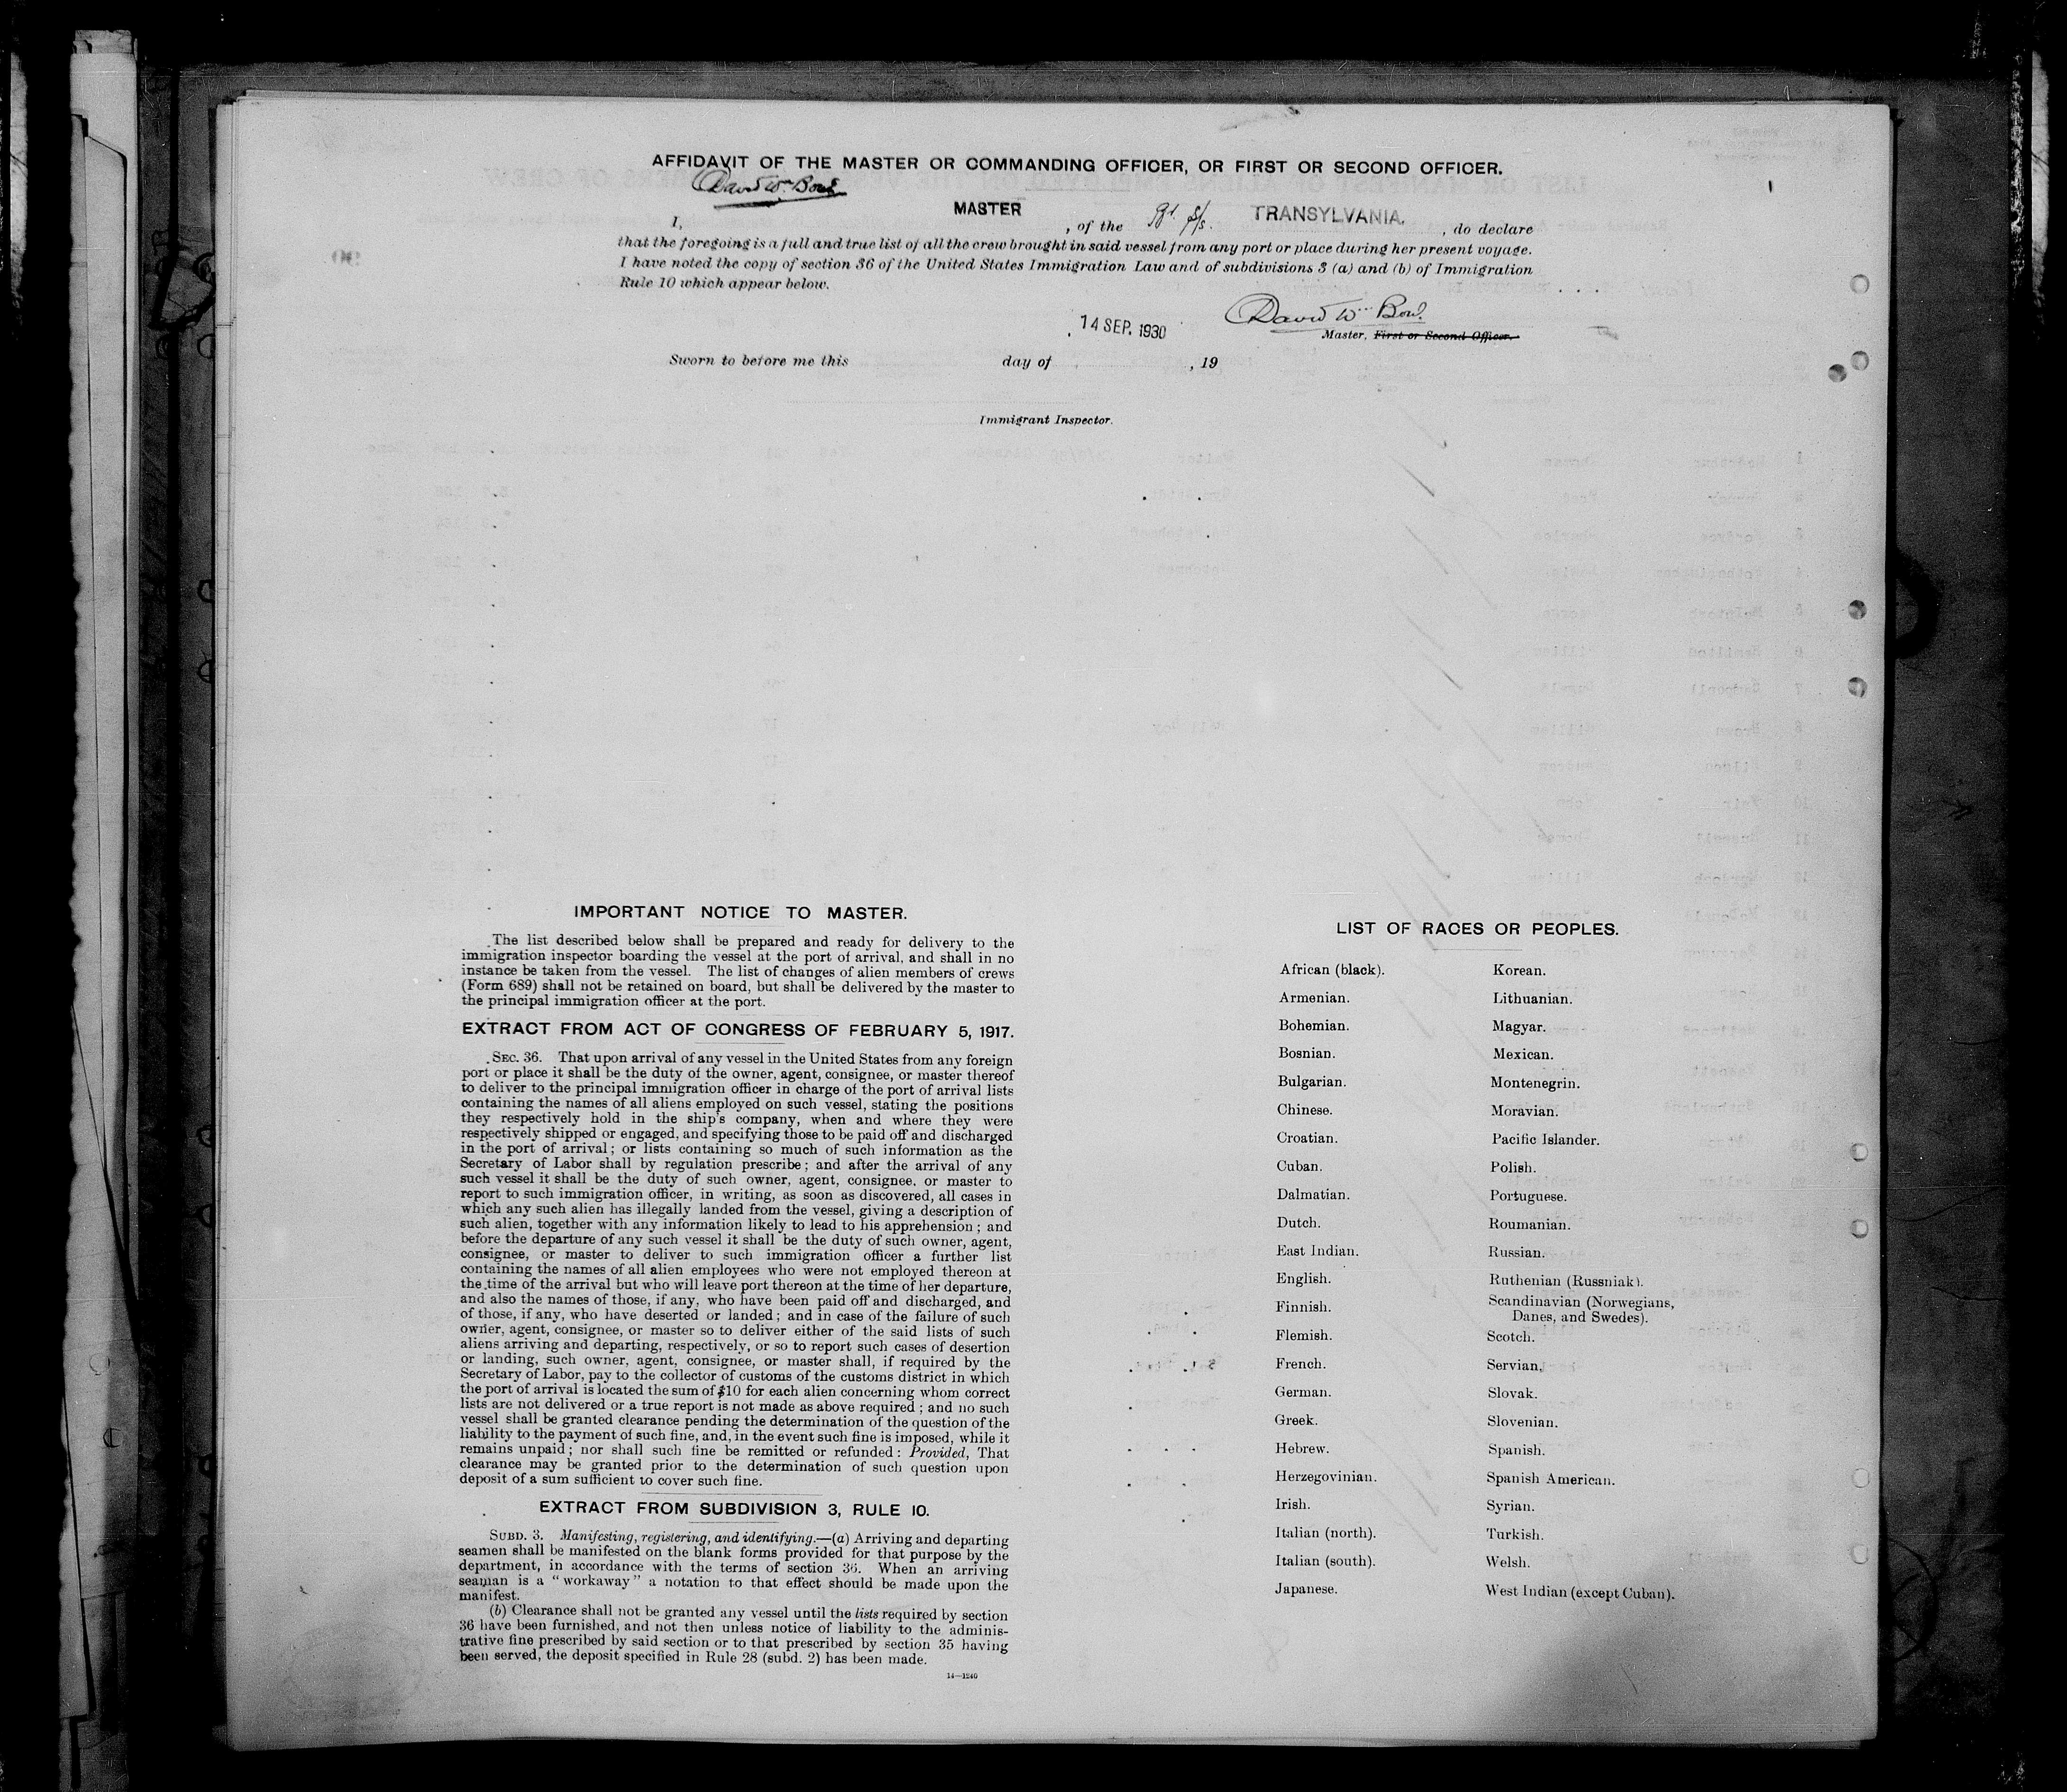 AFFIDAVIT OF THE MASTER OR COMMANDING OFFICER, OR FIRST OR SECOND OFFICER.
David Wm Bone
I, MASTER, of the Br. S/s. TRANSYLVANIA, do declare
that the foregoing is a full and true list of all the crew brought in said vessel from any port or place during her present voyage.
I have noted the copy of section 36 of the United States Immigration Law and of subdivisions 3 (a) and (b) of Immigration
Rule 10 which appear below.
David Wm Bone
14 SEP. 1930
Master, First or Second Officer.
Sworn to before me this day of , 19
Immigrant Inspector.
IMPORTANT NOTICE TO MASTER.
The list described below shall be prepared and ready for delivery to the
immigration inspector boarding the vessel at the port of arrival, and shall in no
instance be taken from the vessel. The list of changes of alien members of crews
(Form 689) shall not be retained on board, but shall be delivered by the master to
the principal immigration officer at the port.
EXTRACT FROM ACT OF CONGRESS OF FEBRUARY 5, 1917.
SEC. 36. That upon arrival of any vessel in the United States from any foreign
port or place it shall be the duty of the owner, agent, consignee, or master thereof
to deliver to the principal immigration officer in charge of the port of arrival lists
containing the names of all aliens employed on such vessel, stating the positions
they respectively hold in the ship's company, when and where they were
respectively shipped or engaged, and specifying those to be paid off and discharged
in the port of arrival; or lists containing so much of such information as the
Secretary of Labor shall by regulation prescribe; and after the arrival of any
such vessel it shall be the duty of such owner, agent, consignee, or master to
report to such immigration officer, in writing, as soon as discovered, all cases in
which any such alien has illegally landed from the vessel, giving a description of
such alien, together with any information likely to lead to his apprehension; and
before the departure of any such vessel it shall be the duty of such owner, agent,
consignee, or master to deliver to such immigration officer a further list
containing the names of all alien employees who were not employed thereon at
the time of the arrival but who will leave port thereon at the time of her departure,
and also the names of those, if any, who have been paid off and discharged, and
of those, if any, who have deserted or landed; and in case of the failure of such
owner, agent, consignee, or master so to deliver either of the said lists of such
aliens arriving and departing, respectively, or so to report such cases of desertion
or landing, such owner, agent, consignee, or master shall, if required by the
Secretary of Labor, pay to the collector of customs of the customs district in which
the port of arrival is located the sum of $10 for each alien concerning whom correct
lists are not delivered or a true report is not made as above required; and no such
vessel shall be granted clearance pending the determination of the question of the
liability to the payment of such fine, and, in the event such fine is imposed, while it
remains unpaid; nor shall such fine be remitted or refunded: Provided, That
clearance may be granted prior to the determination of such question upon
deposit of a sum sufficient to cover such fine.
EXTRACT FROM SUBDIVISION 3, RULE 10.
SUBD. 3. Manifesting, registering, and identifying.—(a) Arriving and departing
seamen shall be manifested on the blank forms provided for that purpose by the
department, in accordance with the terms of section 36. When an arriving
seaman is a "workaway" a notation to that effect should be made upon the
manifest.
(b) Clearance shall not be granted any vessel until the lists required by section
36 have been furnished, and not then unless notice of liability to the adminis-
trative fine prescribed by said section or to that prescribed by section 35 having
been served, the deposit specified in Rule 28 (subd. 2) has been made.
14—1240
LIST OF RACES OR PEOPLES.
African (black).
Armenian.
Bohemian.
Bosnian.
Bulgarian.
Chinese.
Croatian.
Cuban.
Dalmatian.
Dutch.
East Indian.
English.
Finnish.
Flemish.
French.
German.
Greek.
Hebrew.
Herzegovinian.
Irish.
Italian (north).
Italian (south).
Japanese.
Korean.
Lithuanian.
Magyar.
Mexican.
Montenegrin.
Moravian.
Pacific Islander.
Polish.
Portuguese.
Roumanian.
Russian.
Ruthenian (Russniak).
Scandinavian (Norwegians,
Danes, and Swedes).
Scotch.
Servian.
Slovak.
Slovenian.
Spanish.
Spanish American.
Syrian.
Turkish.
Welsh.
West Indian (except Cuban).